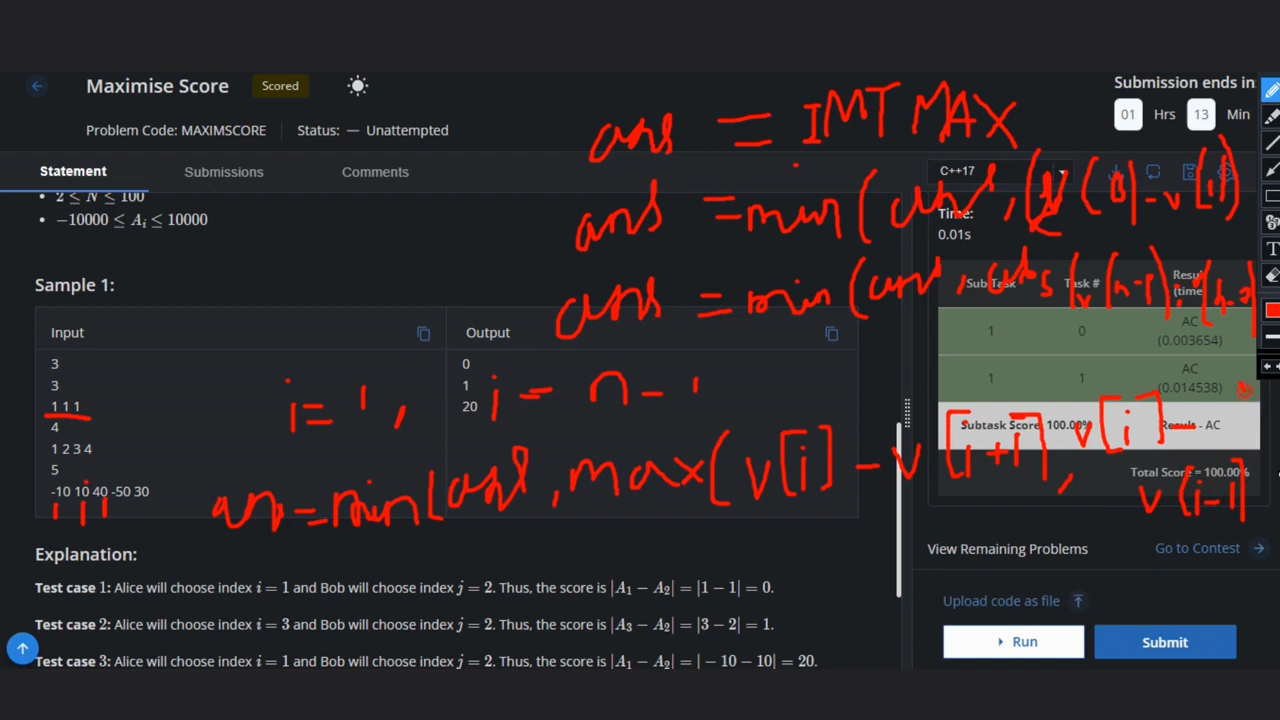 Maximise Score Scored
Submission ends in:
01 Hrs 13 Min
Problem Code: MAXIMSCORE Status: — Unattempted
ans = INT MAX
Statement Submissions Comments
C++17
• 2 ≤ N ≤ 100
• −10000 ≤ Ai ≤ 10000
ans = min(ans,
Time:
0.01s
Sample 1:
ans = min(ans, abs(v[n-1],
Sub Task Task # Result (time)
Input Output
1 0 AC (0.003654)
1 1 AC (0.014538)
Subtask Score: 100.00% Result - AC
Total Score = 100.00%
3
3
1 1 1
4
1 2 3 4
5
-10 10 40 -50 30
0
1
20
i = 1, i = n -
ans = min(ans, max(v[i] - v[i+1], v[i] - v[i-1]
View Remaining Problems Go to Contest
Explanation:
Test case 1: Alice will choose index i = 1 and Bob will choose index j = 2. Thus, the score is |A1 − A2| = |1 − 1| = 0.
Test case 2: Alice will choose index i = 3 and Bob will choose index j = 2. Thus, the score is |A3 − A2| = |3 − 2| = 1.
Test case 3: Alice will choose index i = 1 and Bob will choose index j = 2. Thus, the score is |A1 − A2| = | − 10 − 10| = 20.
Upload code as file
Run Submit